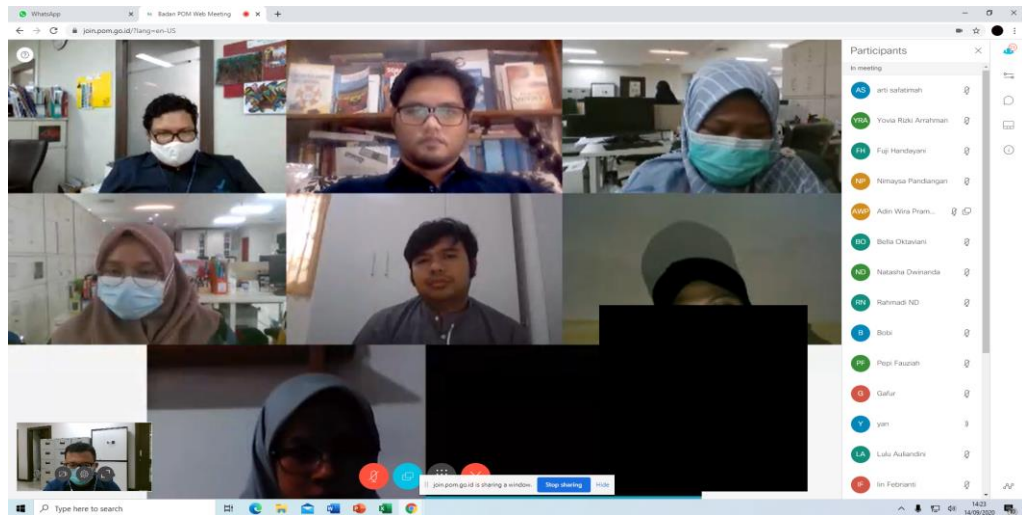 WhatsApp
Badan POM Web Meeting
join.pom.go.id/?lang=en-US
Participants
In meeting
AS arti safatimah
YRA Yovia Rizki Arrahman
FH Fuji Handayani
NP Nimaysa Pandiangan
AWP Adin Wira Pram...
BO Bella Oktaviani
ND Natasha Dwinanda
RN Rahmadi ND
B Bobi
PF Pepi Fauziah
G Gafur
Y yan
LA Lulu Auliandini
IF Iin Febrianti
join.pom.go.id is sharing a window.
Stop sharing
Hide
Type here to search
14:23
14/09/2020